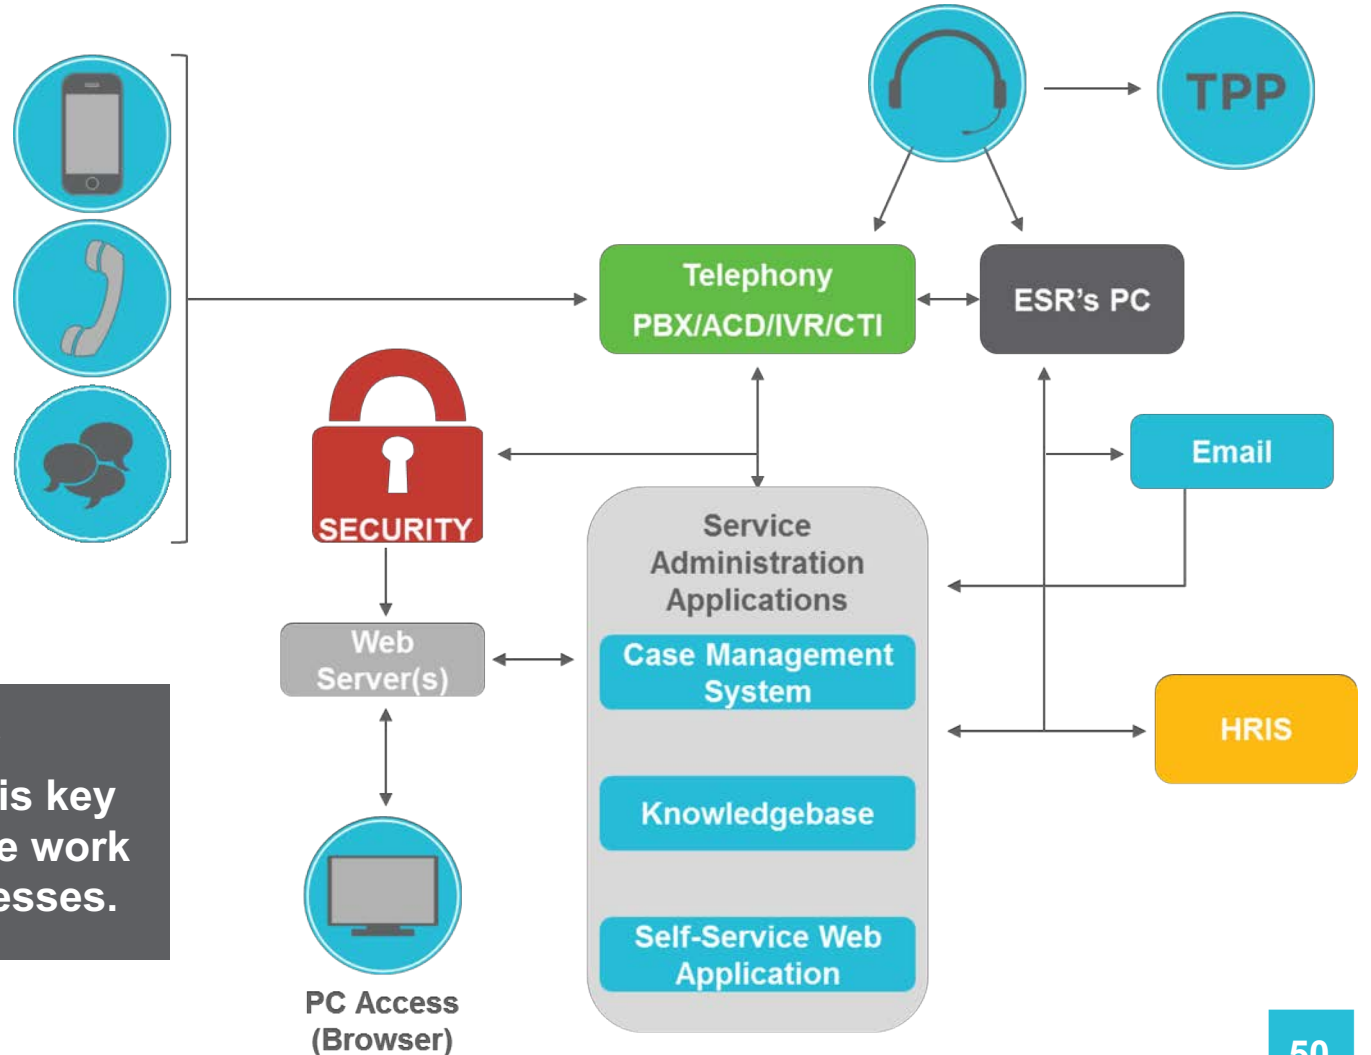 TPP
Telephony
PBX/ACD/IVR/CTI
ESR's PC
SECURITY
Email
Service
Administration
Applications
Web
Server(s)
Case Management
System
HRIS
is key
work
Knowledgebase
Self-Service Web
Application
PC Access
(Browser)
50